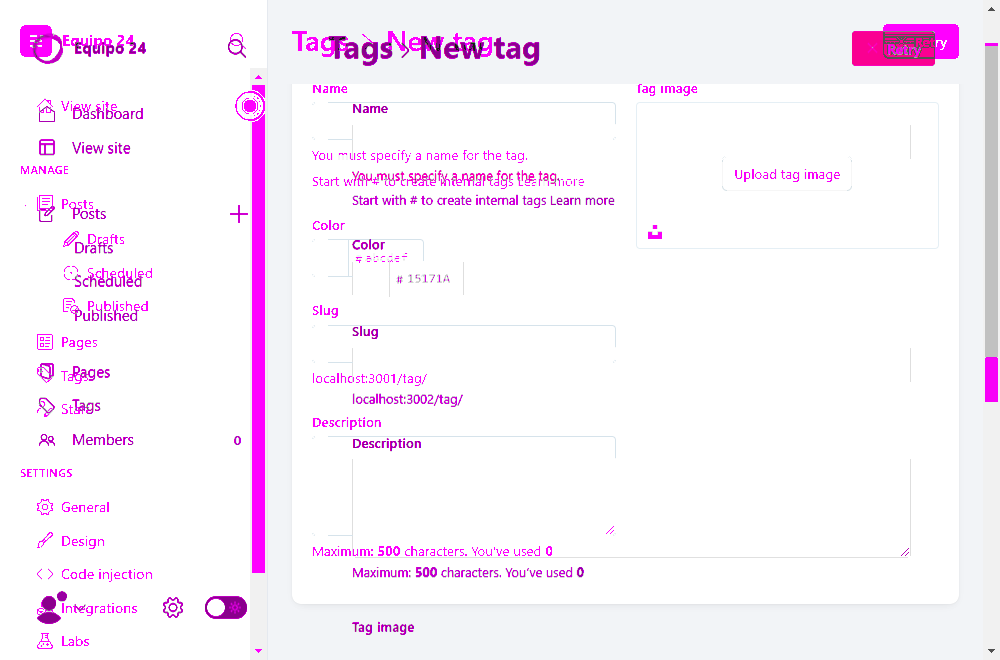 Equipo 24
Equipo 24
Tags > New tag
Tags > New tag
Retry
View site
Dashboard
View site
MANAGE
Posts
Posts
Drafts
Drafts
Scheduled
Scheduled
Published
Published
Pages
Pages
Tags
Tags
Staff
Members 0
SETTINGS
General
Design
Code injection
Integrations
Labs
Name
Name
You must specify a name for the tag.
You must specify a name for the tag.
Start with # to create internal tags Learn more
Start with # to create internal tags Learn more
Color
Color
# 15171A
Slug
Slug
localhost:3001/tag/
localhost:3002/tag/
Description
Description
Maximum: 500 characters. You've used 0
Maximum: 500 characters. You've used 0
Tag image
Tag image
Upload tag image